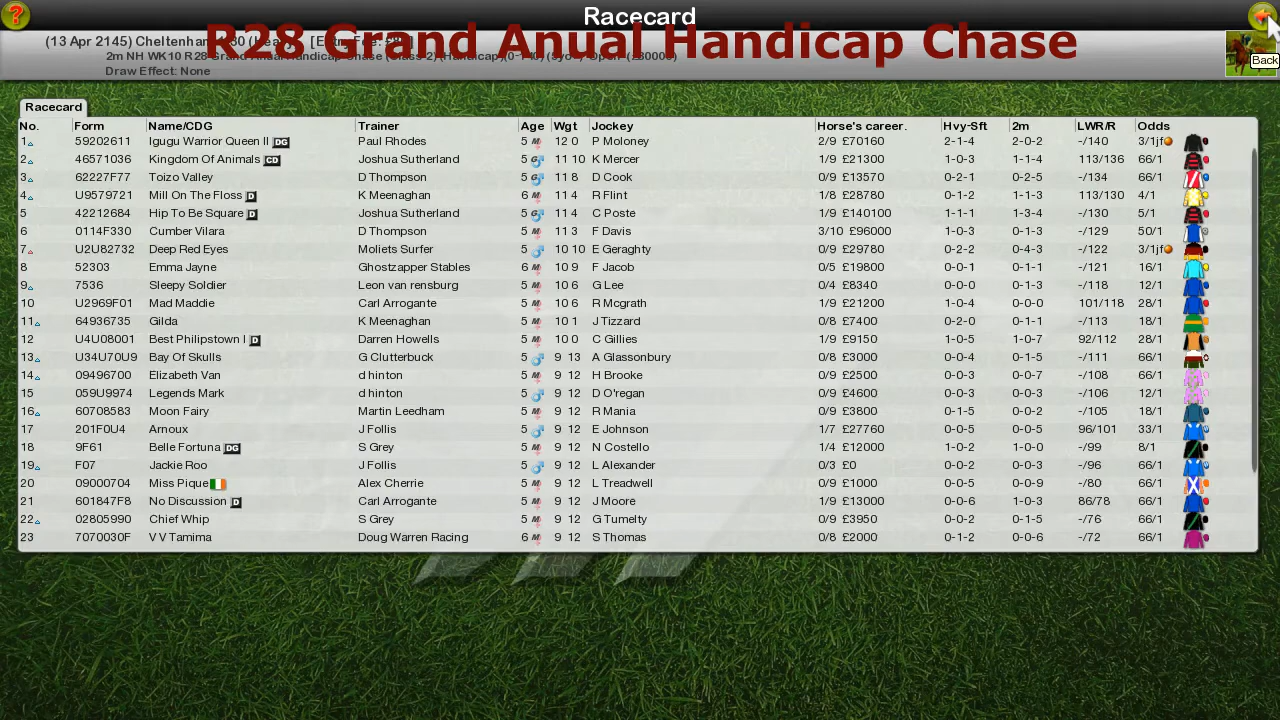 Racecard
R28 Grand Anual Handicap Chase
(13 Apr 2145) Cheltenham
2m NH WK10 R28 Grand Anual Handicap Chase (Class 2) (Handicap)
Draw Effect: None
Back
Racecard
No. Form Name/CDG Trainer Age Wgt Jockey Horse's career. Hvy-Sft 2m LWR/R Odds
1 59202611 Igugu Warrior Queen II DG Paul Rhodes 5 M 12 0 P Moloney 2/9 £70160 2-1-4 2-0-2 -/140 3/1jf
2 46571036 Kingdom Of Animals CD Joshua Sutherland 5 G 11 10 K Mercer 1/9 £21300 1-0-3 1-1-4 113/136 66/1
3 62227F77 Toizo Valley D Thompson 5 G 11 8 D Cook 0/9 £13570 0-2-1 0-2-5 -/134 66/1
4 U9579721 Mill On The Floss D K Meenaghan 6 M 11 4 R Flint 1/8 £28780 0-1-2 1-1-3 113/130 4/1
5 42212684 Hip To Be Square D Joshua Sutherland 5 G 11 4 C Poste 1/9 £140100 1-1-1 1-3-4 -/130 5/1
6 0114F330 Cumber Vilara D Thompson 5 M 11 3 F Davis 3/10 £96000 1-0-3 0-1-3 -/129 50/1
7 U2U82732 Deep Red Eyes Moliets Surfer 5 10 10 E Geraghty 0/9 £29780 0-2-2 0-4-3 -/122 3/1jf
8 52303 Emma Jayne Ghostzapper Stables 6 M 10 9 F Jacob 0/5 £19800 0-0-1 0-1-1 -/121 16/1
9 7536 Sleepy Soldier Leon van rensburg 5 M 10 6 G Lee 0/4 £8340 0-0-0 0-1-1 -/118 12/1
10 U2969F01 Mad Maddie Carl Arrogante 5 M 10 6 R Mcgrath 1/9 £21200 1-0-4 0-0-3 101/118 28/1
11 64936735 Gilda K Meenaghan 5 M 10 1 J Tizzard 0/8 £7400 0-2-0 0-1-1 -/113 18/1
12 U4U08001 Best Philipstown I D Darren Howells 5 M 10 0 C Gillies 1/9 £9150 1-0-5 1-0-7 92/112 28/1
13 U34U70U9 Bay Of Skulls G Clutterbuck 5 9 13 A Glassonbury 0/8 £3000 0-0-4 0-1-5 -/111 66/1
14 09496700 Elizabeth Van d hinton 5 M 9 12 H Brooke 0/9 £2500 0-0-3 0-0-7 -/108 66/1
15 059U9974 Legends Mark d hinton 5 9 12 D O'regan 0/9 £4600 0-0-3 0-0-3 -/106 12/1
16 60708583 Moon Fairy Martin Leedham 5 M 9 12 R Mania 0/9 £3800 0-1-5 0-0-2 -/105 18/1
17 201F0U4 Arnoux J Follis 5 9 12 E Johnson 1/7 £27760 0-0-5 0-0-5 96/101 33/1
18 9F61 Belle Fortuna DG S Grey 5 M 9 12 N Costello 1/4 £12000 1-0-2 1-0-0 -/99 8/1
19 F07 Jackie Roo J Follis 5 9 12 L Alexander 0/3 £0 0-0-2 0-0-3 -/96 66/1
20 09000704 Miss Pique Alex Cherrie 5 M 9 12 L Treadwell 0/9 £1000 0-0-5 0-0-9 -/80 66/1
21 601847F8 No Discussion D Carl Arrogante 5 M 9 12 J Moore 1/9 £13000 0-0-6 1-0-3 86/78 66/1
22 02805990 Chief Whip S Grey 5 M 9 12 G Tumelty 0/9 £3950 0-0-2 0-1-5 -/76 66/1
23 7070030F V V Tamima Doug Warren Racing 6 M 9 12 S Thomas 0/8 £2000 0-1-2 0-0-6 -/72 66/1